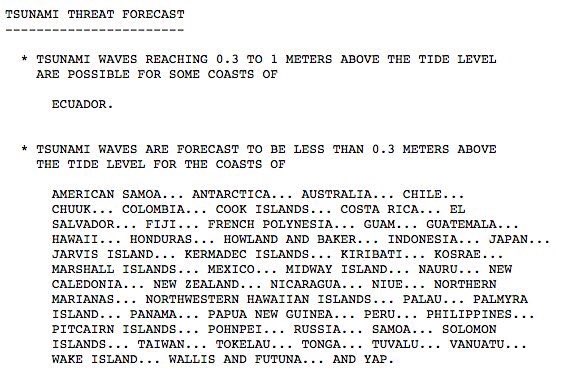 TSUNAMI THREAT FORECAST
-----------------------
* TSUNAMI WAVES REACHING 0.3 TO 1 METERS ABOVE THE TIDE LEVEL
ARE POSSIBLE FOR SOME COASTS OF
ECUADOR.
* TSUNAMI WAVES ARE FORECAST TO BE LESS THAN 0.3 METERS ABOVE
THE TIDE LEVEL FOR THE COASTS OF
AMERICAN SAMOA... ANTARCTICA... AUSTRALIA... CHILE...
CHUUK... COLOMBIA... COOK ISLANDS... COSTA RICA... EL
SALVADOR... FIJI... FRENCH POLYNESIA... GUAM... GUATEMALA...
HAWAII... HONDURAS... HOWLAND AND BAKER... INDONESIA... JAPAN...
JARVIS ISLAND... KERMADEC ISLANDS... KIRIBATI... KOSRAE...
MARSHALL ISLANDS... MEXICO... MIDWAY ISLAND... NAURU... NEW
CALEDONIA... NEW ZEALAND... NICARAGUA... NIUE... NORTHERN
MARIANAS... NORTHWESTERN HAWAIIAN ISLANDS... PALAU... PALMYRA
ISLAND... PANAMA... PAPUA NEW GUINEA... PERU... PHILIPPINES...
PITCAIRN ISLANDS... POHNPEI... RUSSIA... SAMOA... SOLOMON
ISLANDS... TAIWAN... TOKELAU... TONGA... TUVALU... VANUATU...
WAKE ISLAND... WALLIS AND FUTUNA... AND YAP.